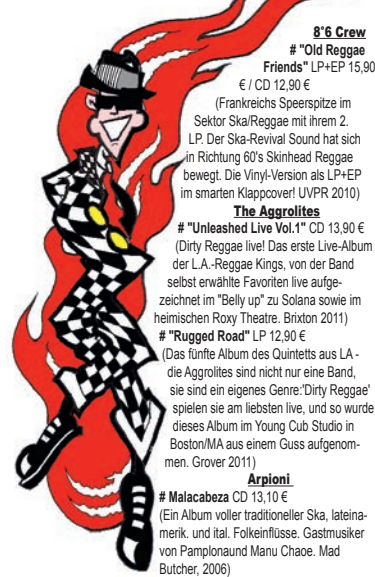 8°6 Crew
# "Old Reggae
Friends" LP+EP 15,90
€ / CD 12,90 €
(Frankreichs Speerspitze im
Sektor Ska/Reggae mit ihrem 2.
LP. Der Ska-Revival Sound hat sich
in Richtung 60's Skinhead Reggae
bewegt. Die Vinyl-Version als LP+EP
im smarten Klappcover! UVPR 2010)
The Aggrolites
# "Unleashed Live Vol.1" CD 13,90 €
(Dirty Reggae live! Das erste Live-Album
der L.A.-Reggae Kings, von der Band
selbst erwählte Favoriten live aufge-
zeichnet im "Belly up" zu Solana sowie im
heimischen Roxy Theatre. Brixton 2011)
# "Rugged Road" LP 12,90 €
(Das fünfte Album des Quintetts aus LA -
die Aggrolites sind nicht nur eine Band,
sie sind ein eigenes Genre:'Dirty Reggae'
spielen sie am liebsten live, und so wurde
dieses Album im Young Cub Studio in
Boston/MA aus einem Guss aufgenom-
men. Grover 2011)
Arpioni
# Malacabeza CD 13,10 €
(Ein Album voller traditioneller Ska, lateina-
merik. und ital. Folkeinflüsse. Gastmusiker
von Pamplonaund Manu Chaoe. Mad
Butcher, 2006)